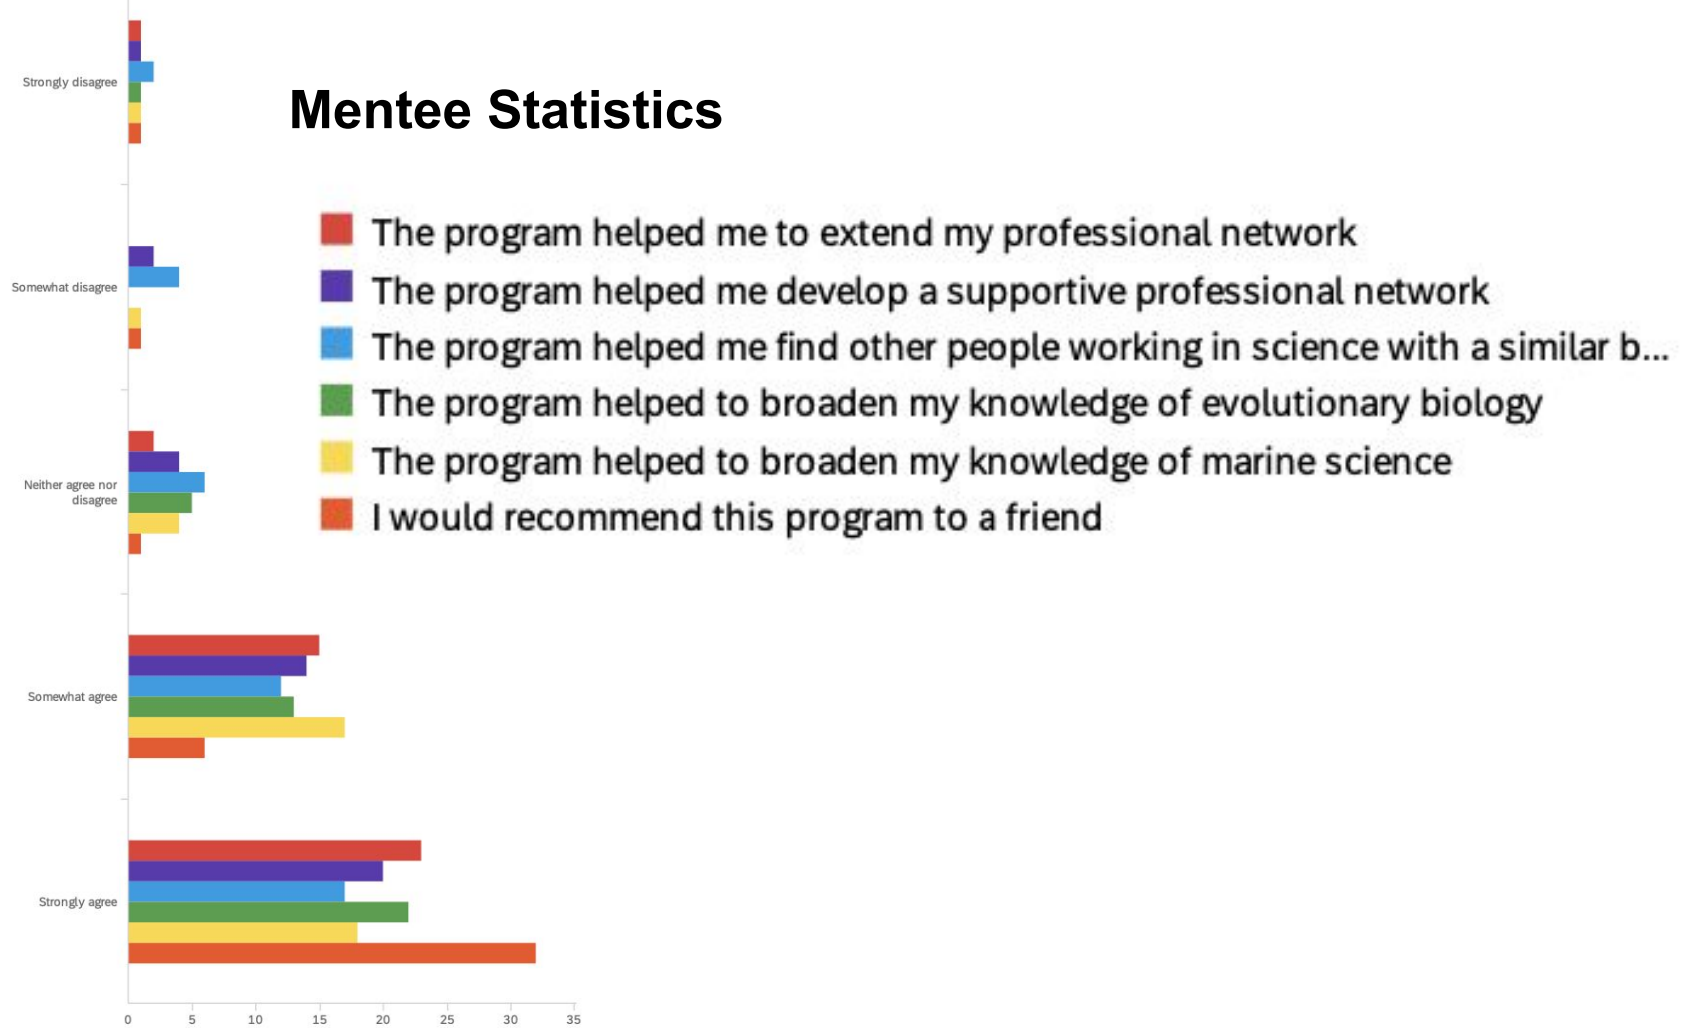 Mentee Statistics
The program helped me to extend my professional network
The program helped me develop a supportive professional network
The program helped me find other people working in science with a similar b...
The program helped to broaden my knowledge of evolutionary biology
The program helped to broaden my knowledge of marine science
I would recommend this program to a friend
Strongly disagree
Somewhat disagree
Neither agree nor
disagree
Somewhat agree
Strongly agree
0 5 10 15 20 25 30 35